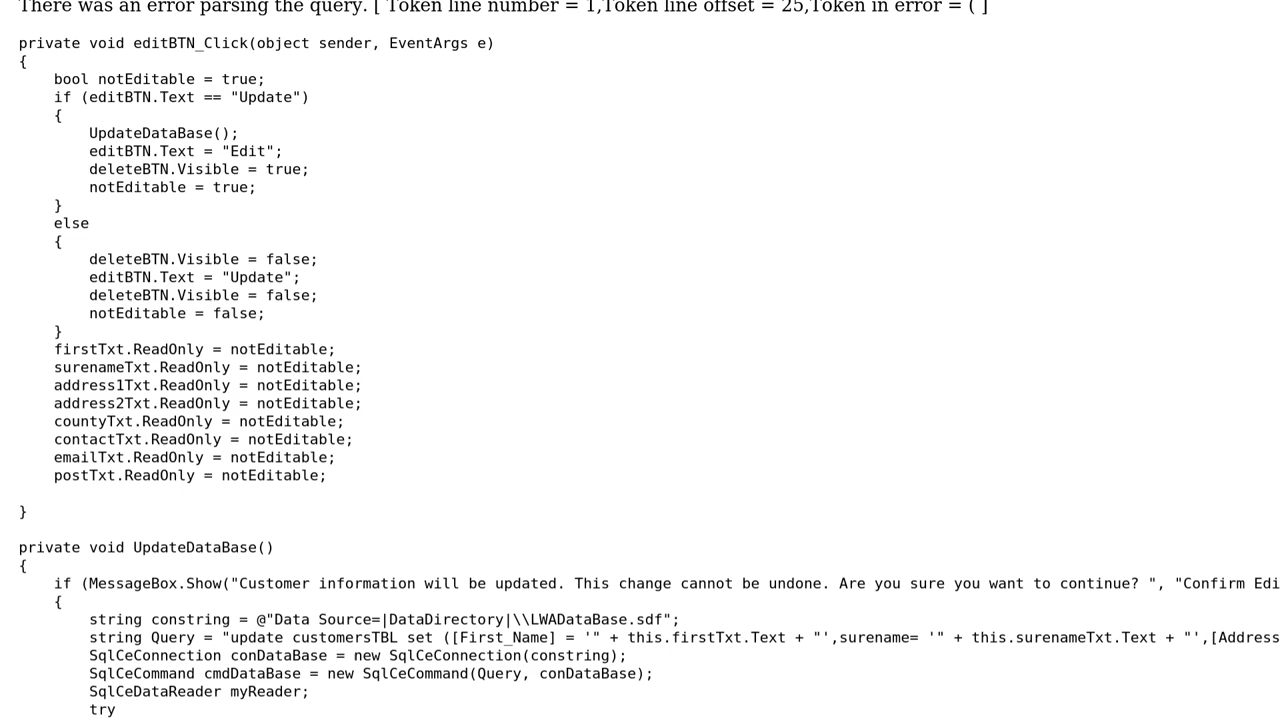 There was an error parsing the query. [ Token line number = 1,Token line offset = 25,Token in error = ( ]
private void editBTN_Click(object sender, EventArgs e)
{
    bool notEditable = true;
    if (editBTN.Text == "Update")
    {
        UpdateDataBase();
        editBTN.Text = "Edit";
        deleteBTN.Visible = true;
        notEditable = true;
    }
    else
    {
        deleteBTN.Visible = false;
        editBTN.Text = "Update";
        deleteBTN.Visible = false;
        notEditable = false;
    }
    firstTxt.ReadOnly = notEditable;
    surenameTxt.ReadOnly = notEditable;
    address1Txt.ReadOnly = notEditable;
    address2Txt.ReadOnly = notEditable;
    countyTxt.ReadOnly = notEditable;
    contactTxt.ReadOnly = notEditable;
    emailTxt.ReadOnly = notEditable;
    postTxt.ReadOnly = notEditable;
}
private void UpdateDataBase()
{
    if (MessageBox.Show("Customer information will be updated. This change cannot be undone. Are you sure you want to continue? ", "Confirm Edi
    {
        string constring = @"Data Source=|DataDirectory|\\LWADataBase.sdf";
        string Query = "update customersTBL set ([First_Name] = '" + this.firstTxt.Text + "',surename= '" + this.surenameTxt.Text + "',[Address
        SqlCeConnection conDataBase = new SqlCeConnection(constring);
        SqlCeCommand cmdDataBase = new SqlCeCommand(Query, conDataBase);
        SqlCeDataReader myReader;
        try